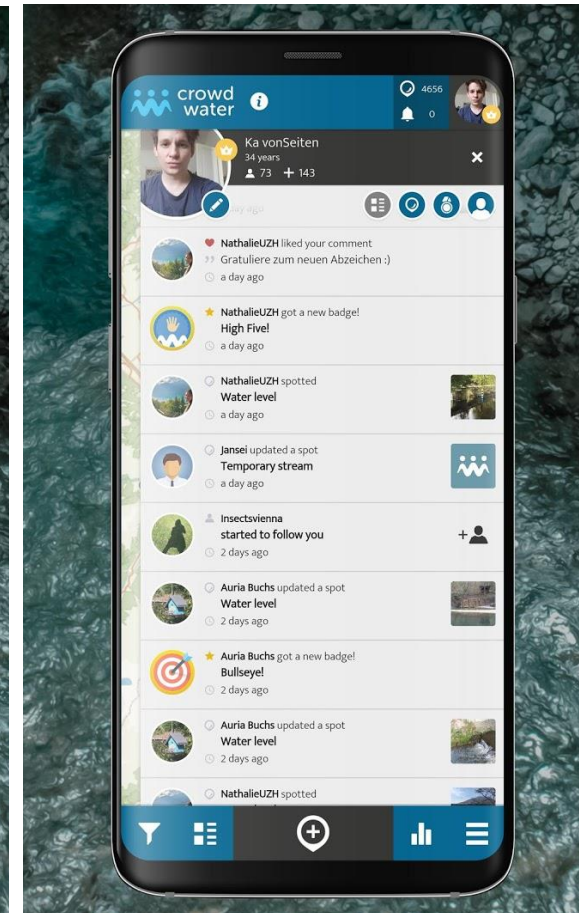 crowd
water
i
4656
0
Ka vonSeiten
34 years
73 + 143
day ago
NathalieUZH liked your comment
Gratuliere zum neuen Abzeichen :)
a day ago
NathalieUZH got a new badge!
High Five!
a day ago
NathalieUZH spotted
Water level
a day ago
Jansei updated a spot
Temporary stream
a day ago
Insectsvienna
started to follow you
2 days ago
Auria Buchs updated a spot
Water level
2 days ago
Auria Buchs got a new badge!
Bullseye!
2 days ago
Auria Buchs updated a spot
Water level
2 days ago
NathalieUZH spotted